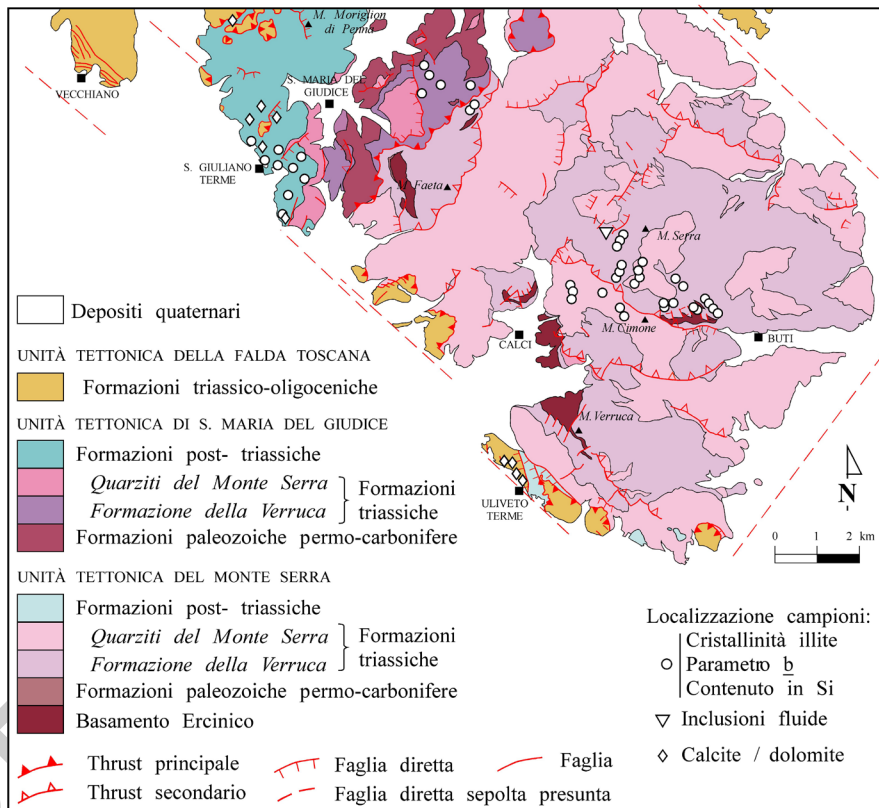 M. Moriglion
di Penna
VECCHIANO
S. MARIA DEL
GIUDICE
S. GIULIANO
TERME
M. Faeta
M. Serra
M. Cimone
CALCI
BUTI
M. Verruca
ULIVETO
TERME
N
0 1 2 km
Depositi quaternari
UNITÀ TETTONICA DELLA FALDA TOSCANA
Formazioni triassico-oligoceniche
UNITÀ TETTONICA DI S. MARIA DEL GIUDICE
Formazioni post- triassiche
Quarziti del Monte Serra
Formazione della Verruca
Formazioni
triassiche
Formazioni paleozoiche permo-carbonifere
UNITÀ TETTONICA DEL MONTE SERRA
Formazioni post- triassiche
Quarziti del Monte Serra
Formazione della Verruca
Formazioni
triassiche
Formazioni paleozoiche permo-carbonifere
Basamento Ercinico
Localizzazione campioni:
Cristallinità illite
Parametro b
Contenuto in Si
Inclusioni fluide
Calcite / dolomite
Thrust principale
Thrust secondario
Faglia diretta
Faglia diretta sepolta presunta
Faglia